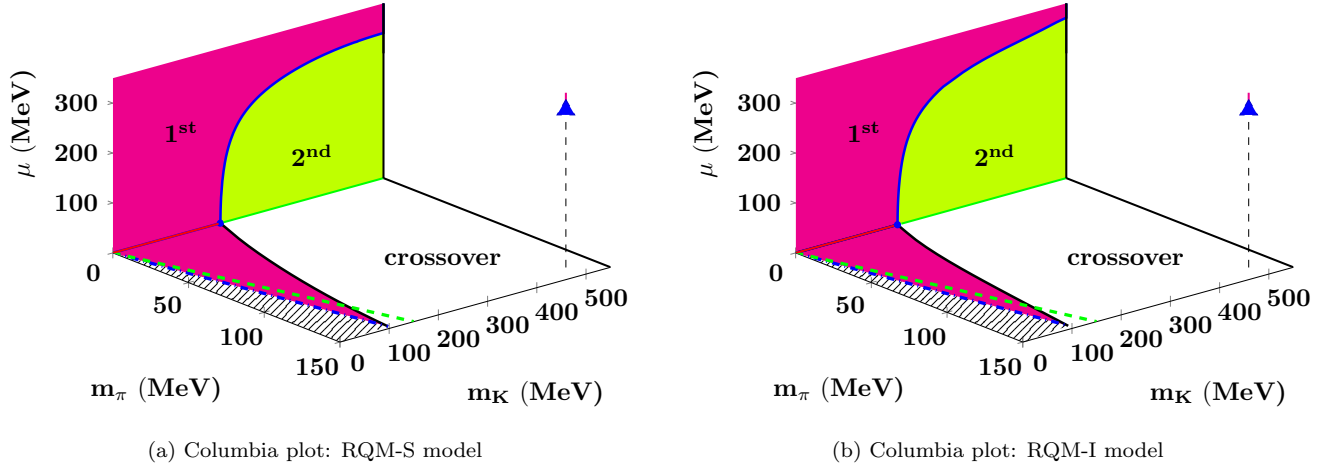 300
200
100
0
μ (MeV)
1st
2nd
crossover
50
100
150
0
100
200
300
400
500
mπ (MeV)
mK (MeV)
(a) Columbia plot: RQM-S model
300
200
100
0
μ (MeV)
1st
2nd
crossover
50
100
150
0
100
200
300
400
500
mπ (MeV)
mK (MeV)
(b) Columbia plot: RQM-I model